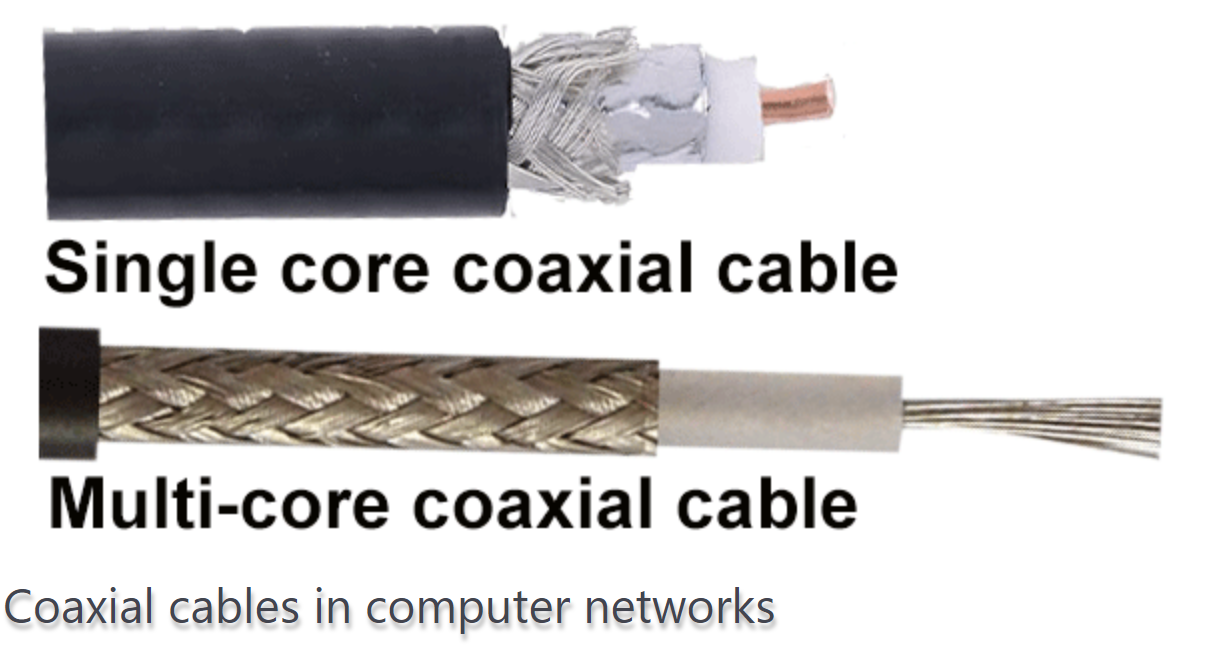 Single core coaxial cable
Multi-core coaxial cable
Coaxial cables in computer networks